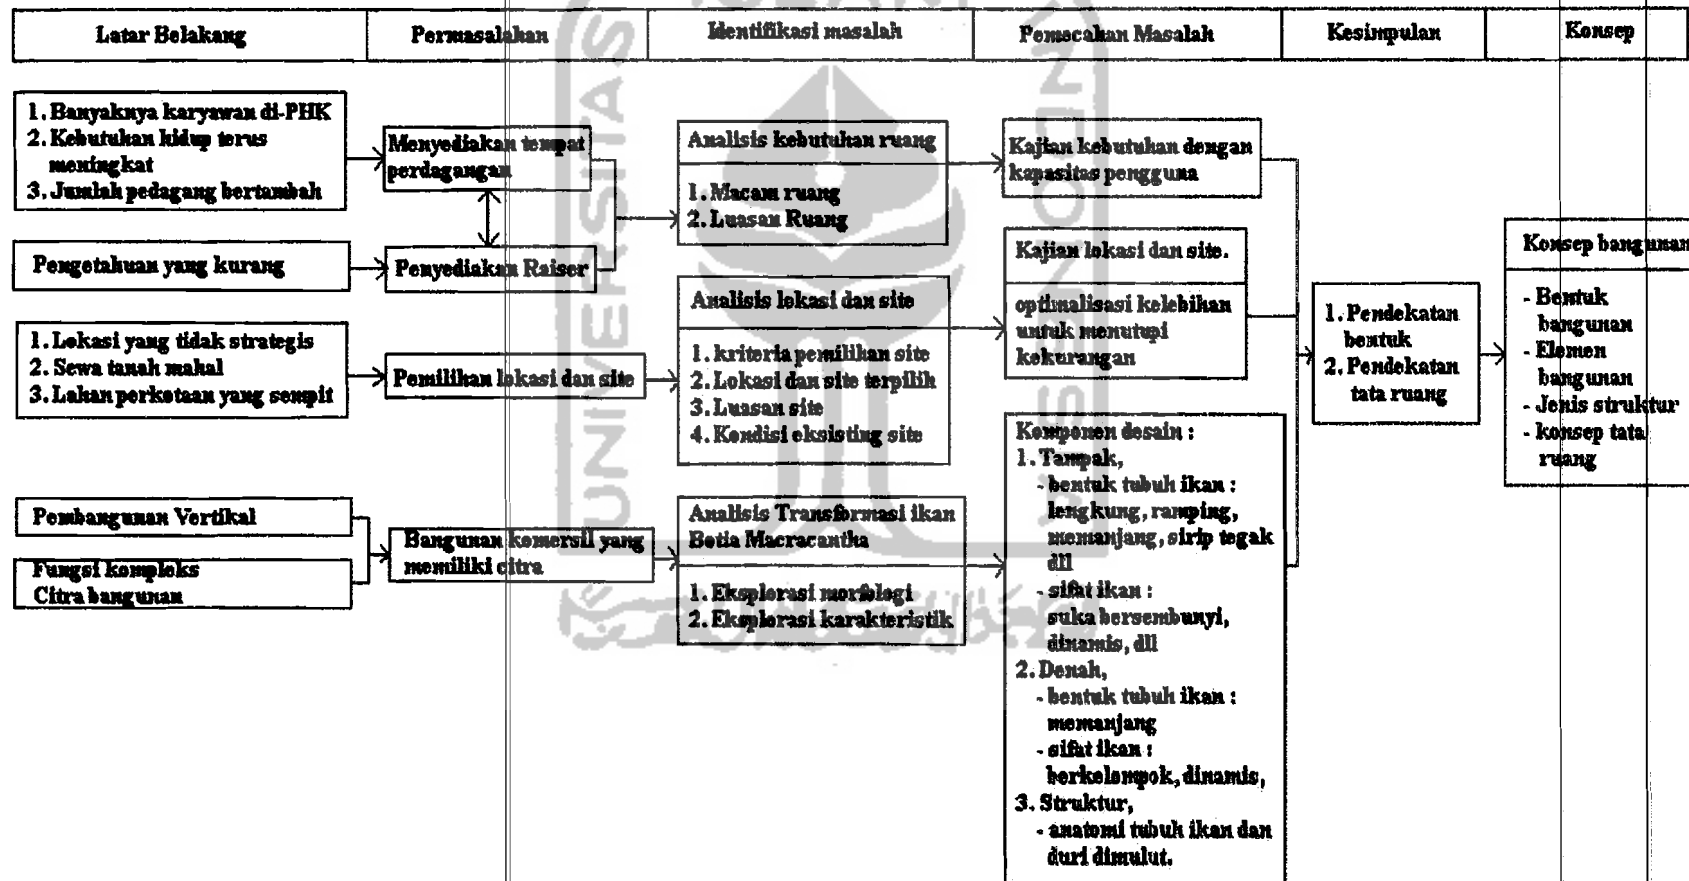 Latar Belakang
Permasalahan
Identifikasi masalah
Pemecahan Masalah
Kesimpulan
Konsep
1. Banyaknya karyawan di-PHK
2. Kebutuhan hidup terus
meningkat
3. Jumlah pedagang bertambah
Pengetahuan yang kurang
1. Lokasi yang tidak strategis
2. Sewa tanah mahal
3. Lahan perkotaan yang sempit
Pembangunan Vertikal
Fungsi kompleks
Citra bangunan
Menyediakan tempat
perdagangan
Penyediakan Raiser
Pemilihan lokasi dan site
Bangunan komersil yang
memiliki citra
Analisis kebutuhan ruang
1. Macam ruang
2. Luasan Ruang
Analisis lokasi dan site
1. kriteria pemilihan site
2. Lokasi dan site terpilih
3. Luasan site
4. Kondisi eksisting site
Analisis Transformasi ikan
Botia Macracantha
1. Eksplorasi morfologi
2. Eksplorasi karakteristik
Kajian kebutuhan dengan
kapasitas pengguna
Kajian lokasi dan site.
optimalisasi kelebihan
untuk menutupi
kekurangan
Komponen desain :
1. Tampak,
- bentuk tubuh ikan :
lengkung, ramping,
memanjang, sirip tegak
dll
- sifat ikan :
suka bersembunyi,
dinamis, dll
2. Denah,
- bentuk tubuh ikan :
memanjang
- sifat ikan :
berkelompok, dinamis,
3. Struktur,
- anatomi tubuh ikan dan
duri dimulut.
1. Pendekatan
bentuk
2. Pendekatan
tata ruang
Konsep bangunan
- Bentuk
bangunan
- Elemen
bangunan
- Jenis struktur
- konsep tata
ruang
UNIVERSITAS